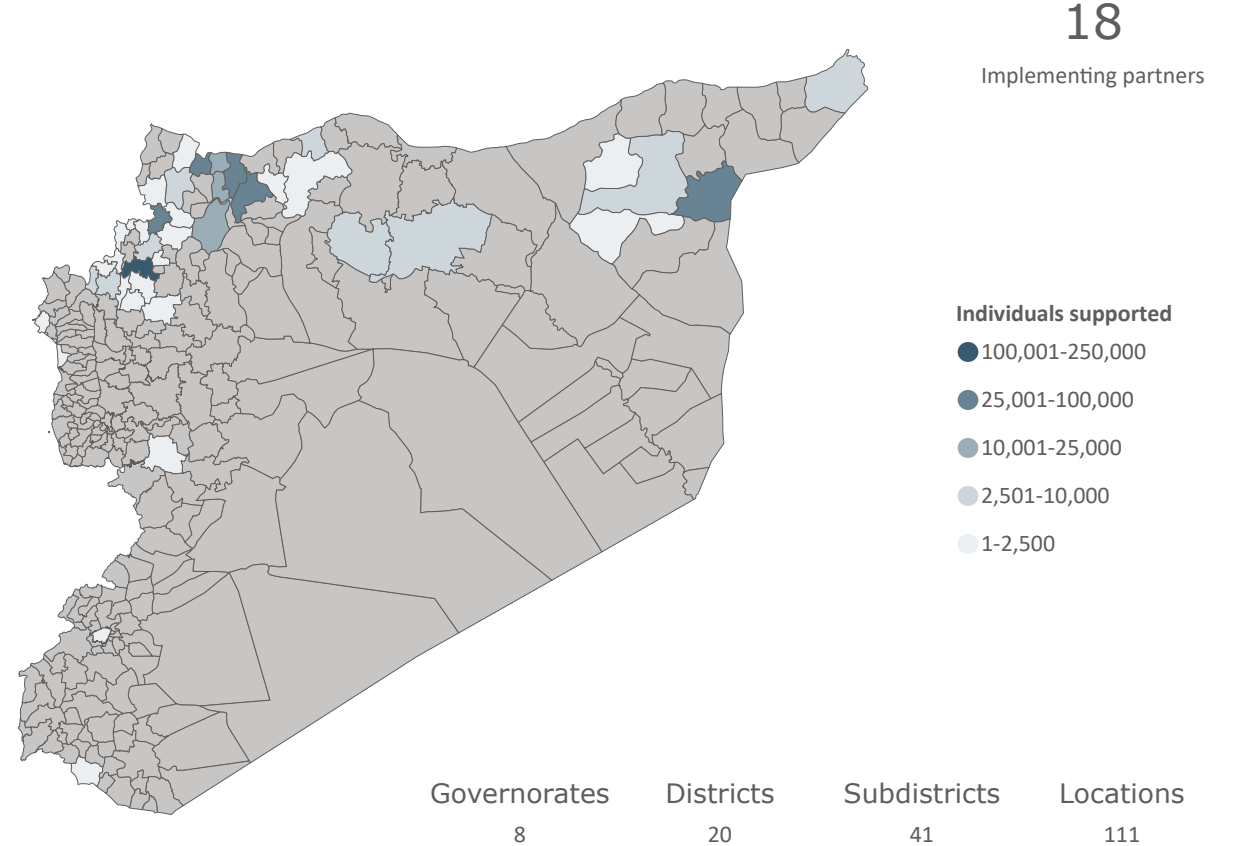 18
Implementing partners
Individuals supported
100,001-250,000
25,001-100,000
10,001-25,000
2,501-10,000
1-2,500
Governorates Districts Subdistricts Locations
8 20 41 111